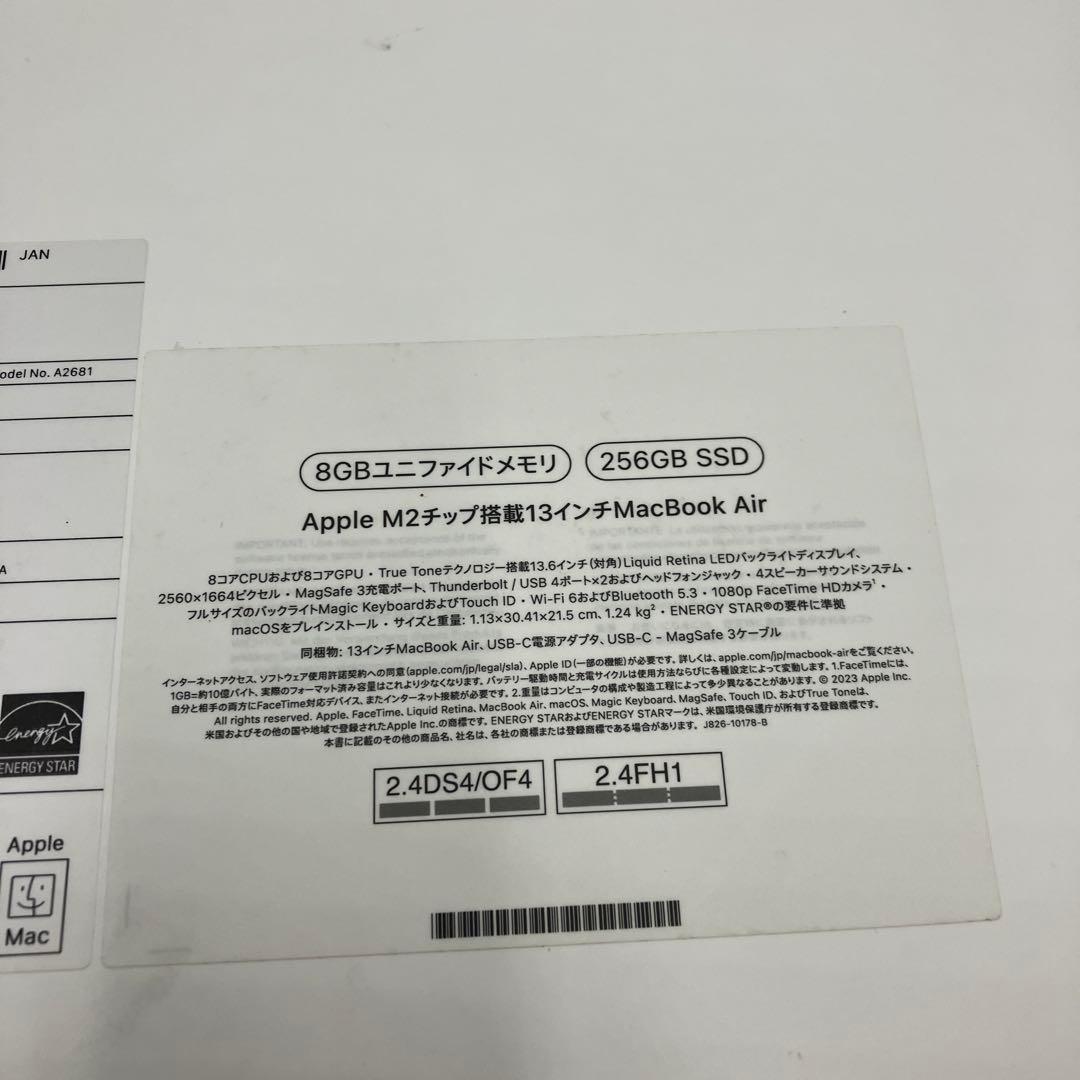 JAN
odel No. A2681
A
energy
ENERGY STAR
Apple
Mac
8GBユニファイドメモリ
256GB SSD
Apple M2チップ搭載13インチMacBook Air
8コアCPUおよび8コアGPU・True Toneテクノロジー搭載13.6インチ(対角)Liquid Retina LEDバックライトディスプレイ、
2560×1664ピクセル・MagSafe 3充電ポート、Thunderbolt / USB 4ポート×2およびヘッドフォンジャック・4スピーカーサウンドシステム・
フルサイズのバックライトMagic KeyboardおよびTouch ID・Wi-Fi 6およびBluetooth 5.3・1080p FaceTime HDカメラ¹・
macOSをプレインストール・サイズと重量: 1.13×30.41×21.5 cm、1.24 kg²・ENERGY STAR®の要件に準拠
同梱物: 13インチMacBook Air、USB-C電源アダプタ、USB-C - MagSafe 3ケーブル
インターネットアクセス、ソフトウェア使用許諾契約への同意(apple.com/jp/legal/sla)、Apple ID(一部の機能)が必要です。詳しくは、apple.com/jp/macbook-airをご覧ください。
1GB=約10億バイト、実際のフォーマット済み容量はこれより少なくなります。バッテリー駆動時間と充電サイクルは使用方法ならびに各種設定によって変動します。1.FaceTimeには、
自分と相手の両方にFaceTime対応デバイス、またインターネット接続が必要です。2.重量はコンピュータの構成や製造工程によって多少異なることがあります。© 2023 Apple Inc.
All rights reserved. Apple、FaceTime、Liquid Retina、MacBook Air、macOS、Magic Keyboard、MagSafe、Touch ID、およびTrue Toneは、
米国およびその他の国や地域で登録されたApple Inc.の商標です。ENERGY STARおよびENERGY STARマークは、米国環境保護庁が所有する登録商標です。
本書に記載のその他の商品名、社名は、各社の商標または登録商標である場合があります。 J826-10178-B
2.4DS4/OF4
2.4FH1